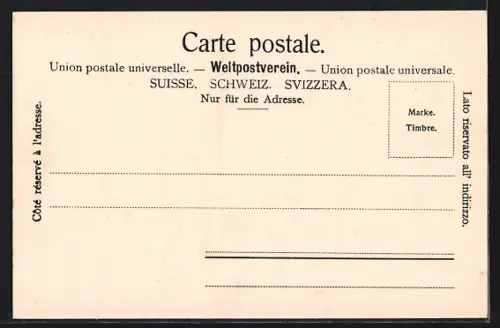 Carte postale.
Union postale universelle. — Weltpostverein. — Union postale universale.
SUISSE. SCHWEIZ. SVIZZERA.
Nur für die Adresse.
Côté réservé à l'adresse.
Marke.
Timbre.
Lato riservato all' indirizzo.